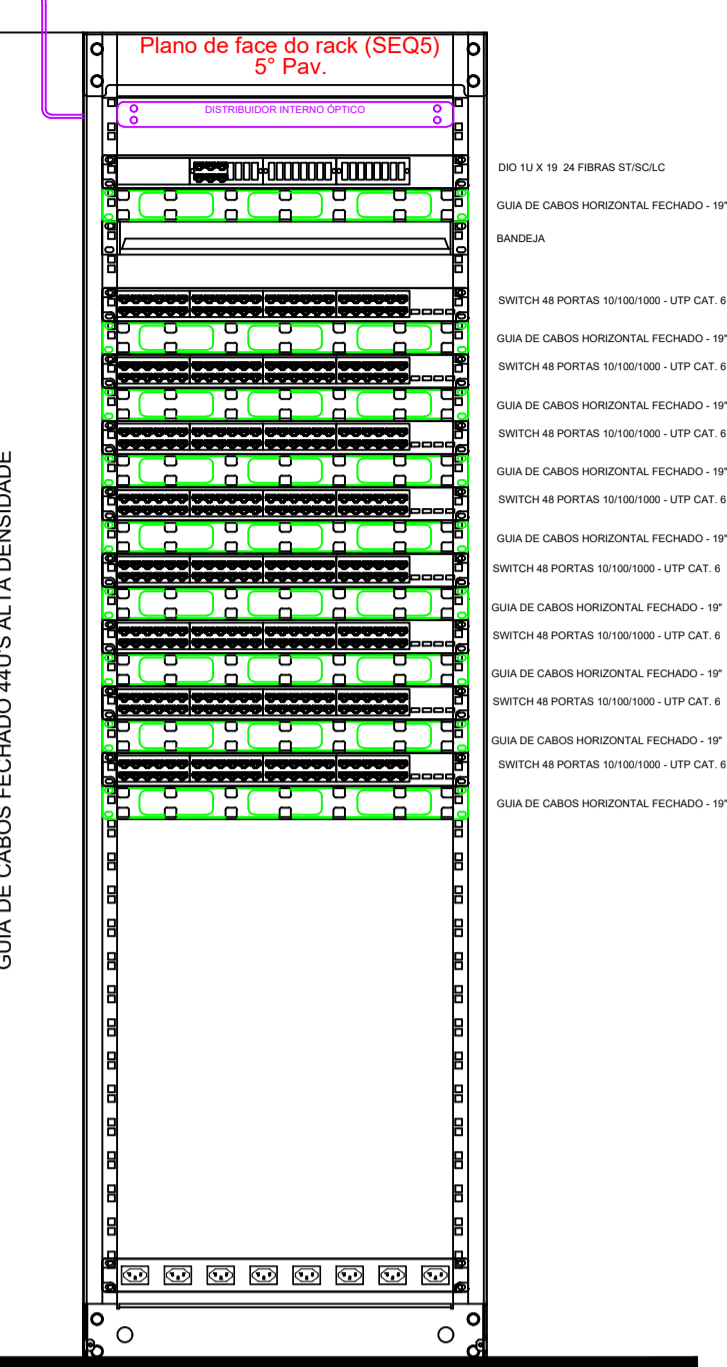 Plano de face do rack (SEQ5)
5° Pav.
DISTRIBUIDOR INTERNO ÓPTICO
DIO 1U X 19 24 FIBRAS ST/SC/LC
GUIA DE CABOS HORIZONTAL FECHADO - 19"
BANDEJA
SWITCH 48 PORTAS 10/100/1000 - UTP CAT. 6
GUIA DE CABOS HORIZONTAL FECHADO - 19"
SWITCH 48 PORTAS 10/100/1000 - UTP CAT. 6
GUIA DE CABOS HORIZONTAL FECHADO - 19"
SWITCH 48 PORTAS 10/100/1000 - UTP CAT. 6
GUIA DE CABOS HORIZONTAL FECHADO - 19"
SWITCH 48 PORTAS 10/100/1000 - UTP CAT. 6
GUIA DE CABOS HORIZONTAL FECHADO - 19"
SWITCH 48 PORTAS 10/100/1000 - UTP CAT. 6
GUIA DE CABOS HORIZONTAL FECHADO - 19"
SWITCH 48 PORTAS 10/100/1000 - UTP CAT. 6
GUIA DE CABOS HORIZONTAL FECHADO - 19"
SWITCH 48 PORTAS 10/100/1000 - UTP CAT. 6
GUIA DE CABOS HORIZONTAL FECHADO - 19"
SWITCH 48 PORTAS 10/100/1000 - UTP CAT. 6
GUIA DE CABOS HORIZONTAL FECHADO - 19"
GUIA DE CABOS FECHADO 44U'S ALTA DENSIDADE